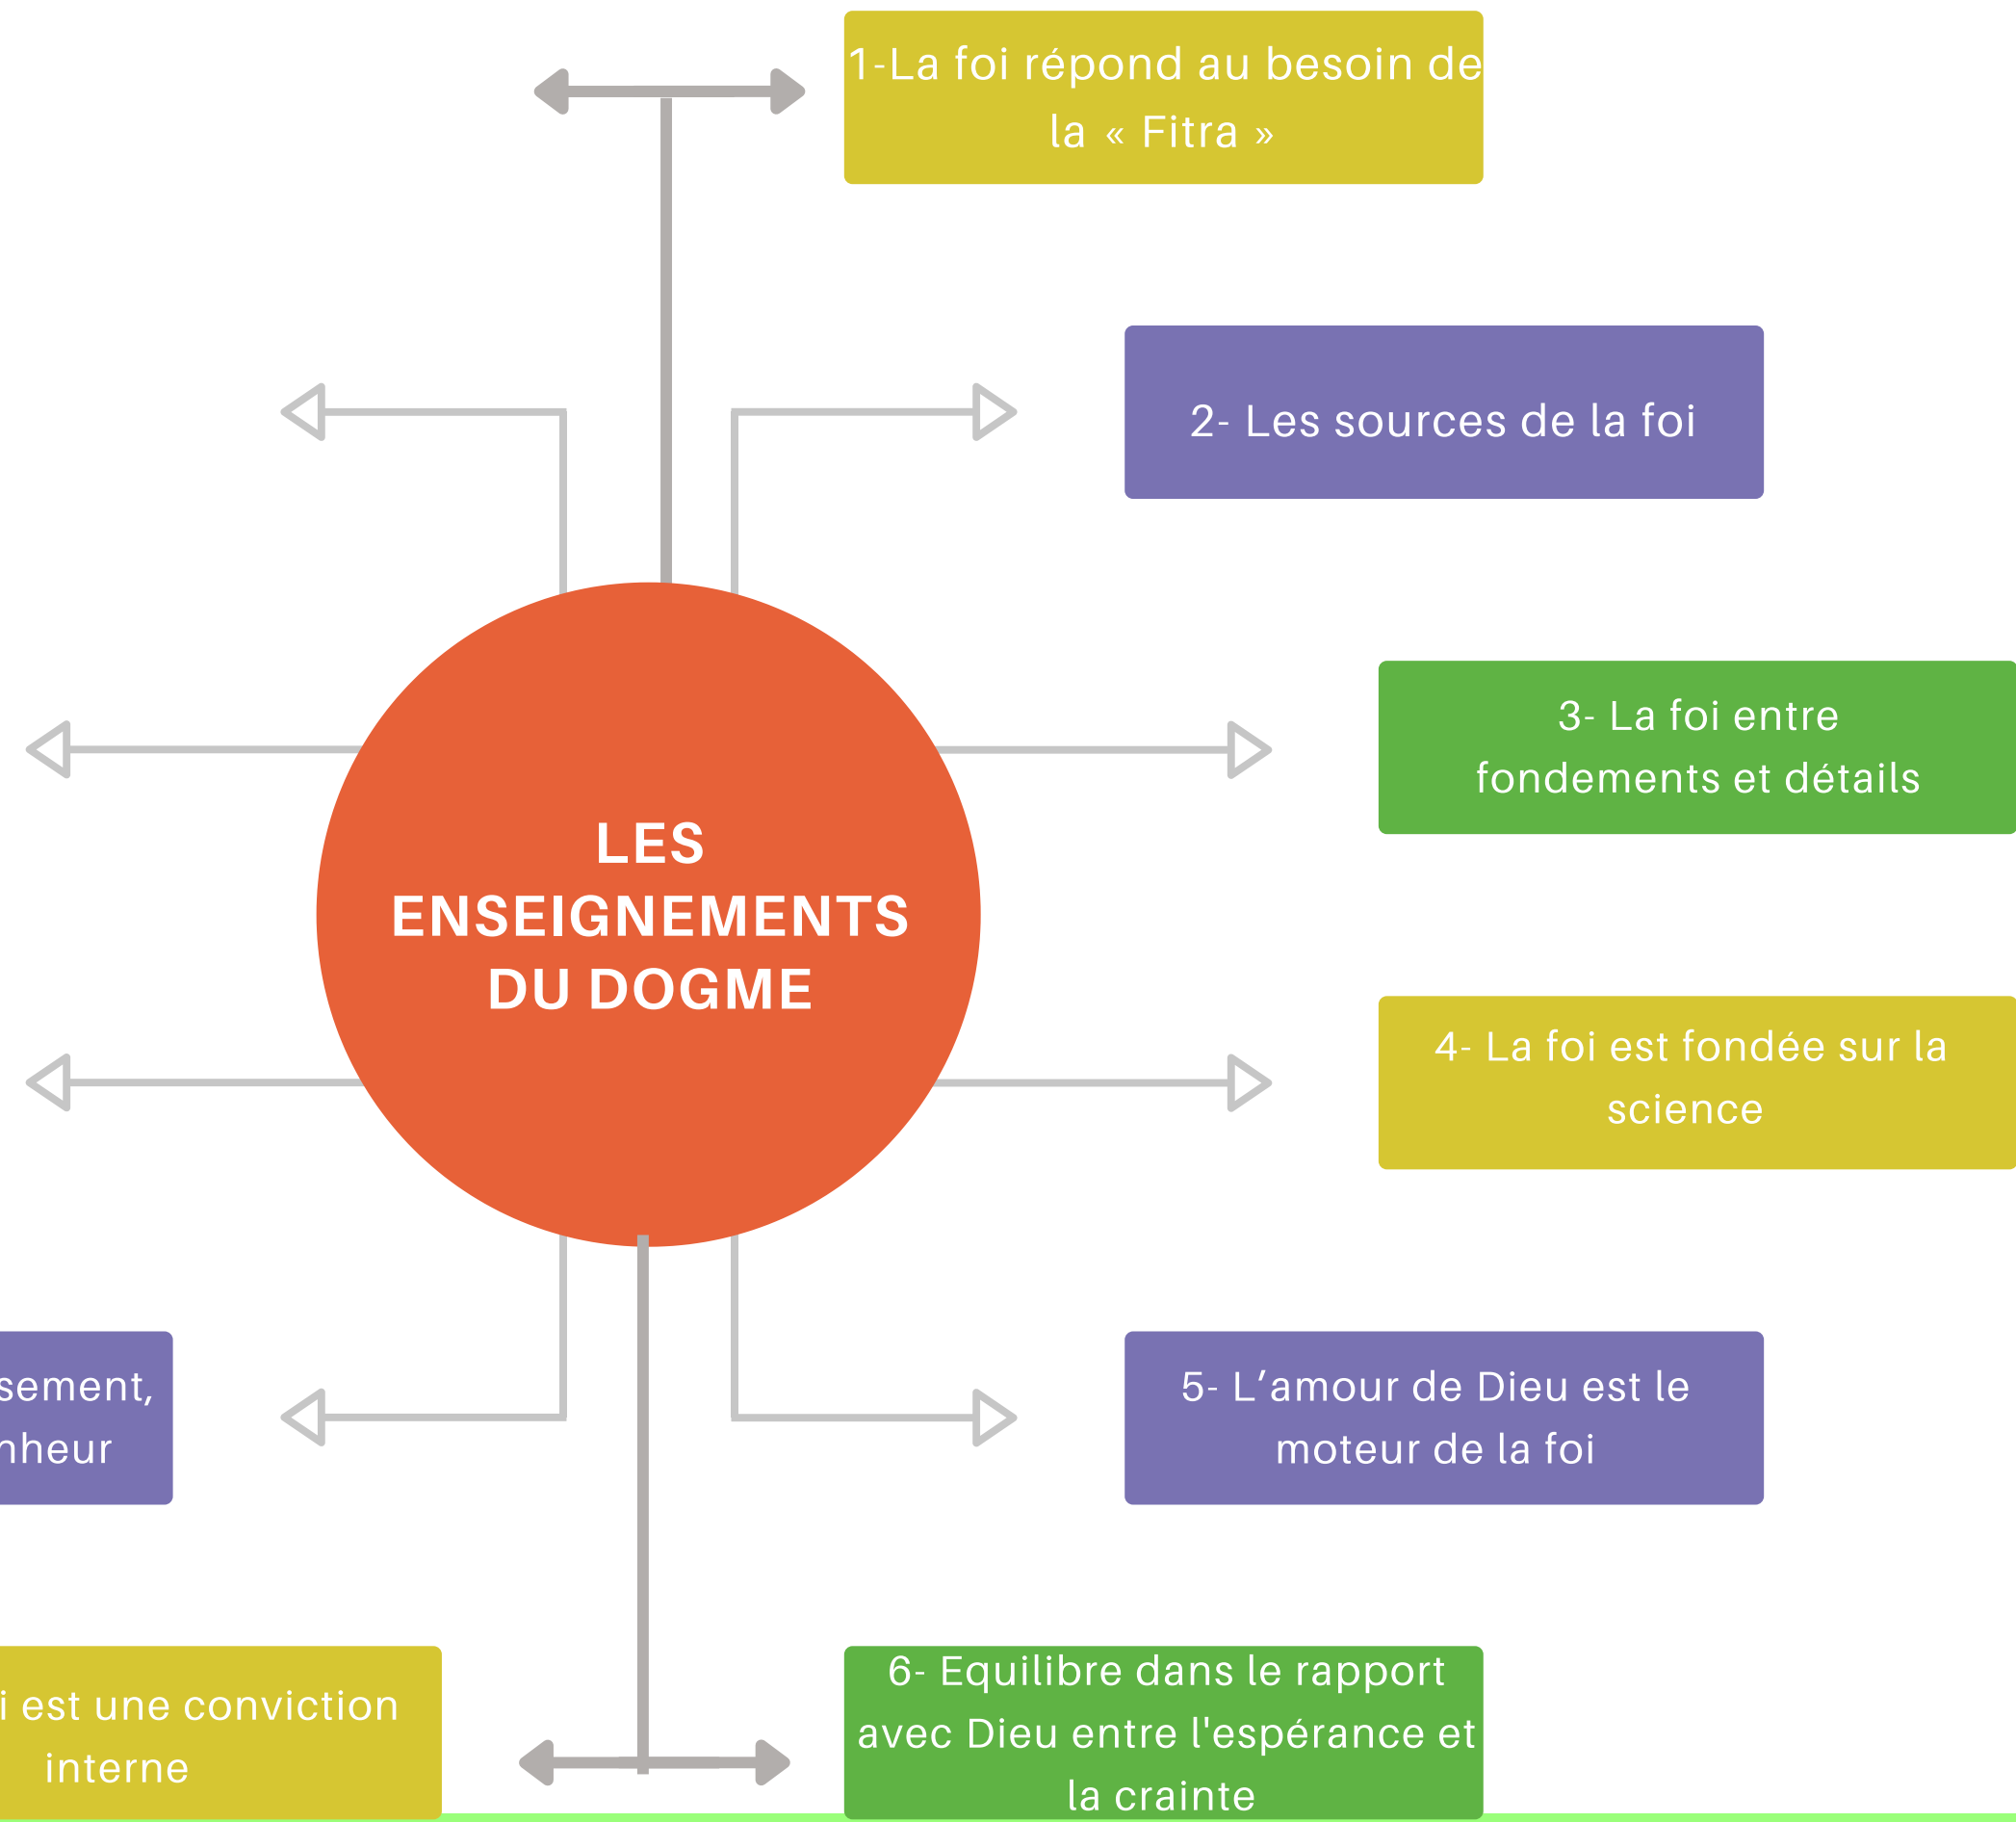 1-La foi répond au besoin de
la « Fitra »
2- Les sources de la foi
3- La foi entre
fondements et détails
LES
ENSEIGNEMENTS
DU DOGME
4- La foi est fondée sur la
science
5- L’amour de Dieu est le
moteur de la foi
sement,
nheur
6- Equilibre dans le rapport
avec Dieu entre l'espérance et
la crainte
i est une conviction
interne